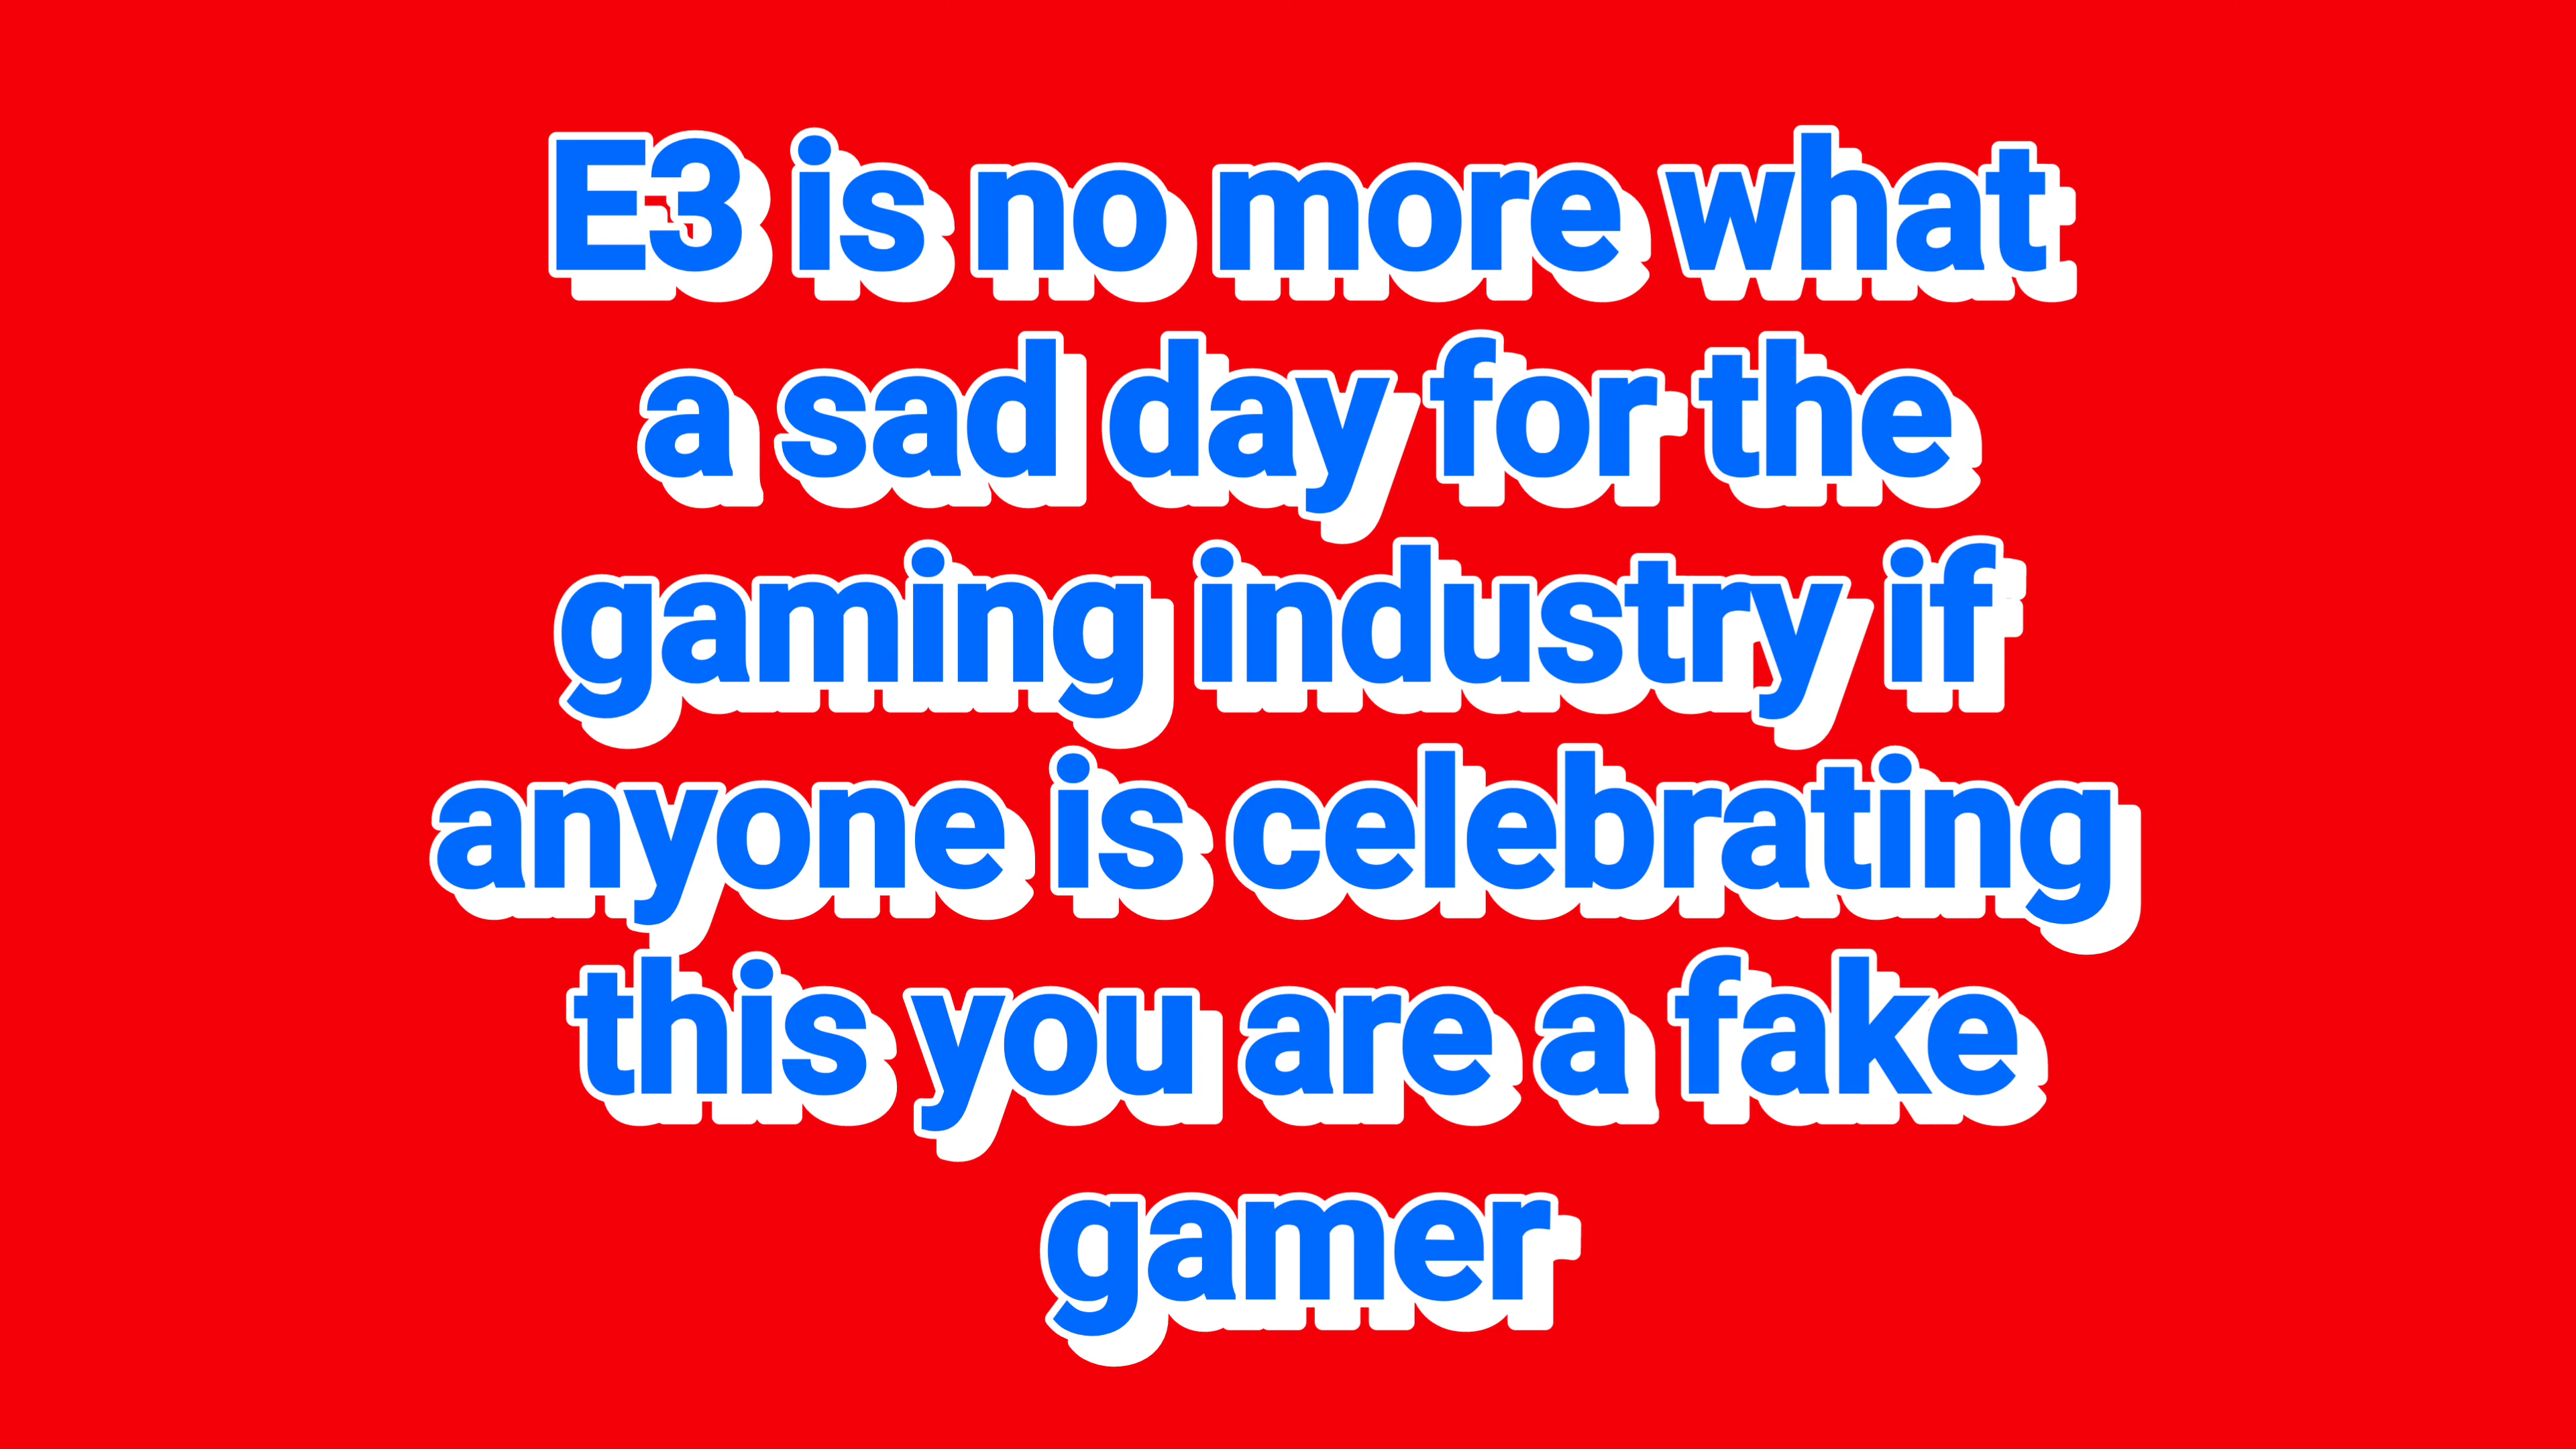 E3 is no more what
a sad day for the
gaming industry if
anyone is celebrating
this you are a fake
gamer